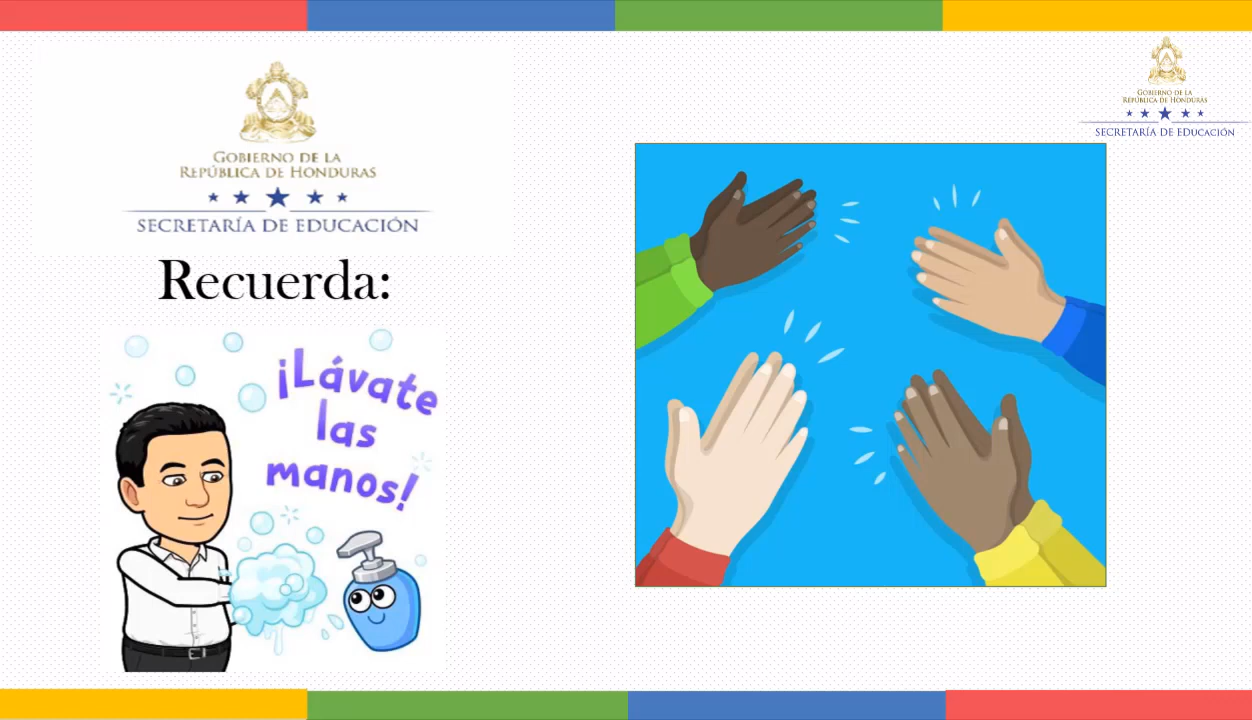 GOBIERNO DE LA
REPÚBLICA DE HONDURAS
SECRETARÍA DE EDUCACIÓN
Recuerda:
¡Lávate
las
manos!
GOBIERNO DE LA
REPÚBLICA DE HONDURAS
SECRETARÍA DE EDUCACIÓN